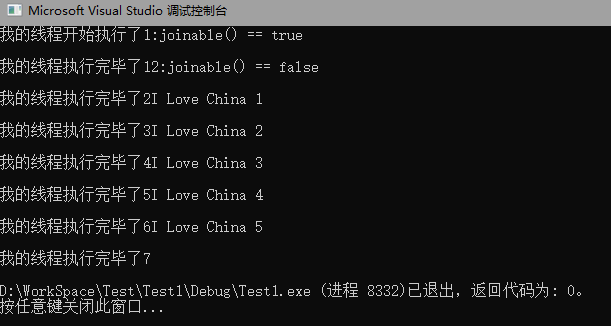 Microsoft Visual Studio 调试控制台
我的线程开始执行了1:joinable() == true
我的线程执行完毕了12:joinable() == false
我的线程执行完毕了2I Love China 1
我的线程执行完毕了3I Love China 2
我的线程执行完毕了4I Love China 3
我的线程执行完毕了5I Love China 4
我的线程执行完毕了6I Love China 5
我的线程执行完毕了7
D:\WorkSpace\Test\Test1\Debug\Test1.exe (进程 8332)已退出，返回代码为: 0。
按任意键关闭此窗口...